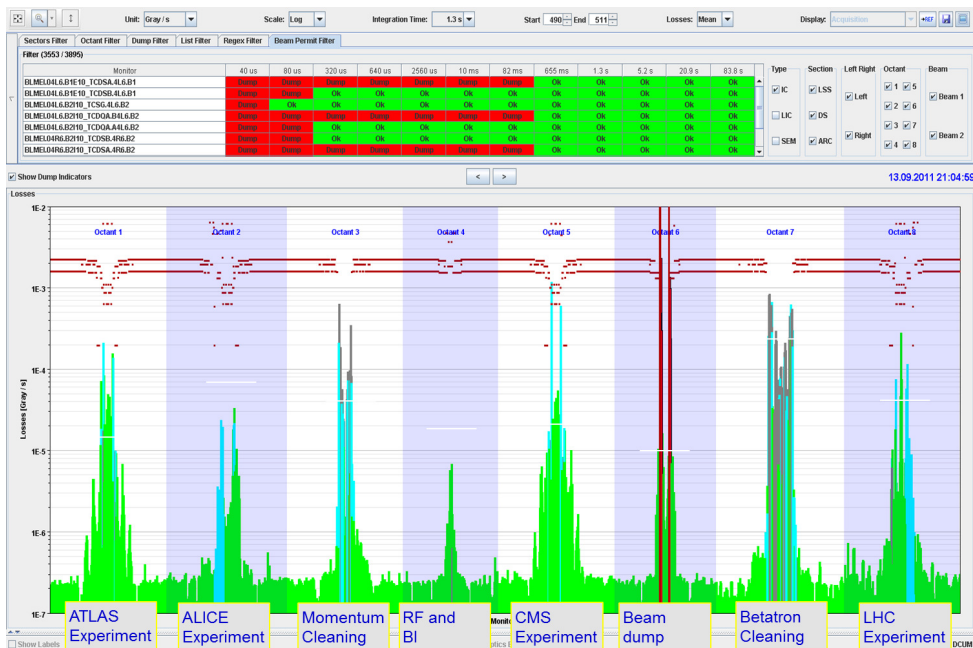 Unit: Gray / s Scale: Log Integration Time: 1.3 s Start 490 End 511 Losses: Mean Display: Acquisition +REF
Sectors Filter Octant Filter Dump Filter List Filter Regex Filter Beam Permit Filter
Filter (3553 / 3895)
Monitor 40 us 80 us 320 us 640 us 2560 us 10 ms 82 ms 655 ms 1.3 s 5.2 s 20.9 s 83.8 s
BLMEI.04L6.B1E10_TCDSA.4L6.B1 Dump Dump Dump Dump Dump Dump Dump Ok Ok Ok Ok Ok
BLMEI.04L6.B1E10_TCDSB.4L6.B1 Dump Dump Ok Ok Ok Ok Ok Ok Ok Ok Ok Ok
BLMEI.04L6.B2I10_TCSG.4L6.B2 Dump Ok Ok Ok Ok Ok Ok Ok Ok Ok Ok Ok
BLMEI.04L6.B2I10_TCDQA.B4L6.B2 Dump Dump Dump Dump Dump Dump Dump Ok Ok Ok Ok Ok
BLMEI.04L6.B2I10_TCDQA.A4L6.B2 Dump Dump Ok Ok Ok Ok Ok Ok Ok Ok Ok Ok
BLMEI.04R6.B2I10_TCDSB.4R6.B2 Dump Dump Ok Ok Ok Ok Ok Ok Ok Ok Ok Ok
BLMEI.04R6.B2I10_TCDSA.4R6.B2 Dump Dump Dump Dump Dump Dump Dump Ok Ok Ok Ok Ok
Type Section Left Right Octant Beam
IC LSS Left 1 5 Beam 1
LIC DS 2 6
SEM ARC Right 3 7 Beam 2
4 8
Show Dump Indicators < > 13.09.2011 21:04:59
Losses
1E-2
Octant 1 Octant 2 Octant 3 Octant 4 Octant 5 Octant 6 Octant 7 Octant 8
1E-3
1E-4
Losses [Gray / s]
1E-5
1E-6
1E-7
ATLAS Experiment
ALICE Experiment
Momentum Cleaning
RF and BI
CMS Experiment
Beam dump
Betatron Cleaning
LHC Experiment
Show Labels DCUM